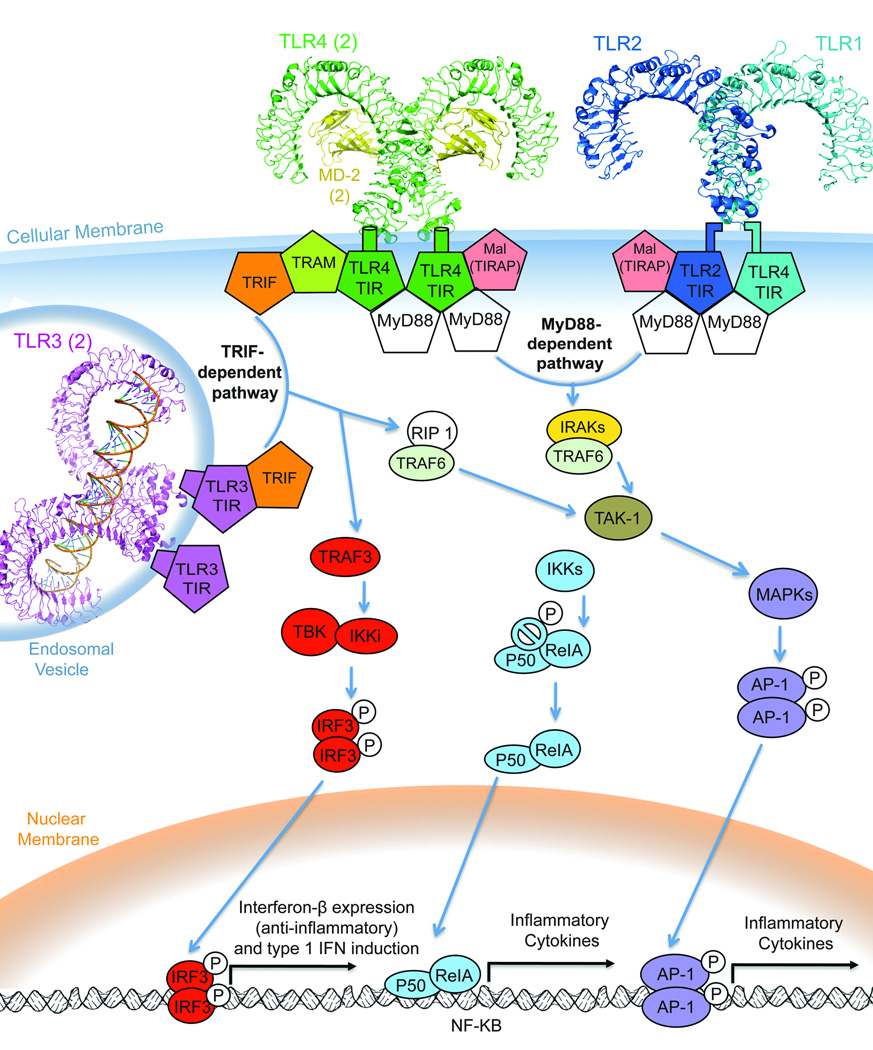 TLR4 (2)
TLR2
TLR1
MD-2
(2)
Cellular Membrane
TRIF
TRAM
TLR4
TIR
TLR4
TIR
Mal
(TIRAP)
MyD88
MyD88
Mal
(TIRAP)
TLR2
TIR
TLR4
TIR
MyD88
MyD88
TLR3 (2)
TRIF-
dependent
pathway
MyD88-
dependent
pathway
RIP 1
TRAF6
IRAKs
TRAF6
TLR3
TIR
TRIF
TLR3
TIR
TAK-1
Endosomal
Vesicle
TRAF3
IKKs
MAPKs
TBK
IKKi
P
P50
RelA
AP-1
P
AP-1
P
IRF3
P
IRF3
P
P50
RelA
Nuclear
Membrane
Interferon-β expression
(anti-inflammatory)
and type 1 IFN induction
Inflammatory
Cytokines
Inflammatory
Cytokines
IRF3
P
IRF3
P
P50
RelA
AP-1
P
AP-1
P
NF-KB